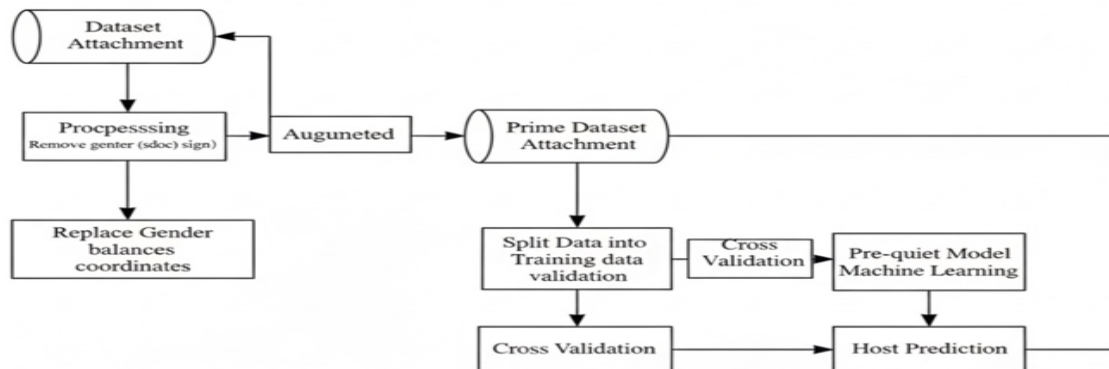 Dataset
Attachment
Procpesssing
Remove genter (sdoc) sign)
Auguneted
Prime Dataset
Attachment
Replace Gender
balances
coordinates
Split Data into
Training data
validation
Cross
Validation
Pre-quiet Model
Machine Learning
Cross Validation
Host Prediction